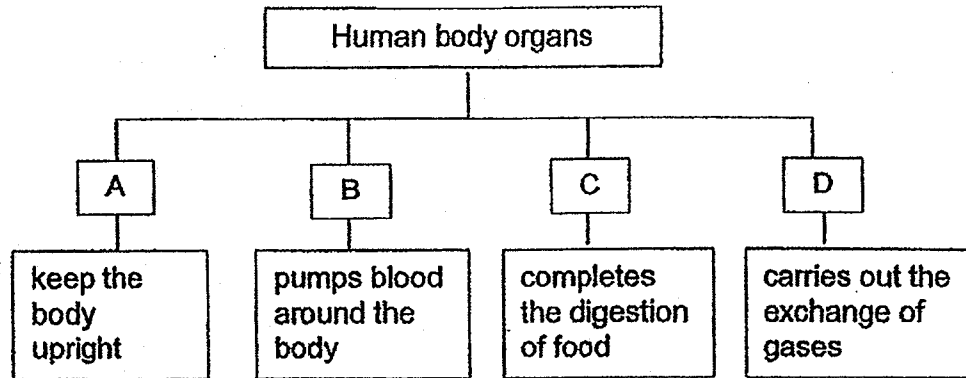 Human body organs
A
B
C
D
keep the
body
upright
pumps blood
around the
body
completes
the digestion
of food
carries out the
exchange of
gases